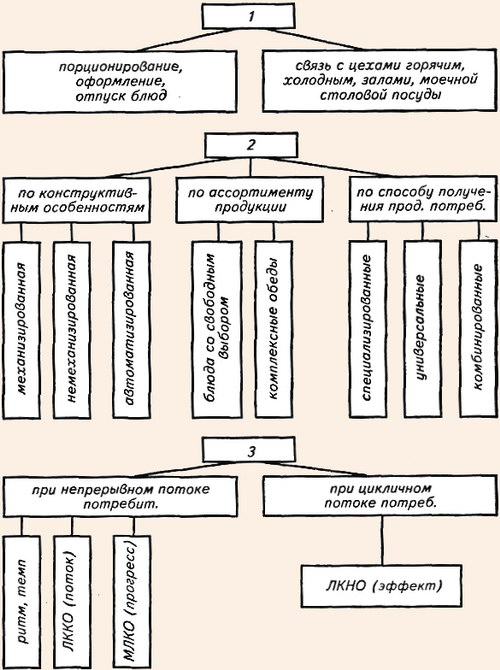 1
порционирование,
оформление,
отпуск блюд
связь с цехами горячим,
холодным, залами, моечной
столовой посуды
2
по конструктив-
ным особенностям
по ассортименту
продукции
по способу получе-
ния прод. потреб.
механизированная
немеханизированная
автоматизированная
блюда со свободным
выбором
комплексные обеды
специализированные
универсальные
комбинированные
3
при непрерывном потоке
потребит.
при цикличном
потоке потреб.
ритм, темп
ЛККО (поток)
МЛКО (прогресс)
ЛКНО (эффект)